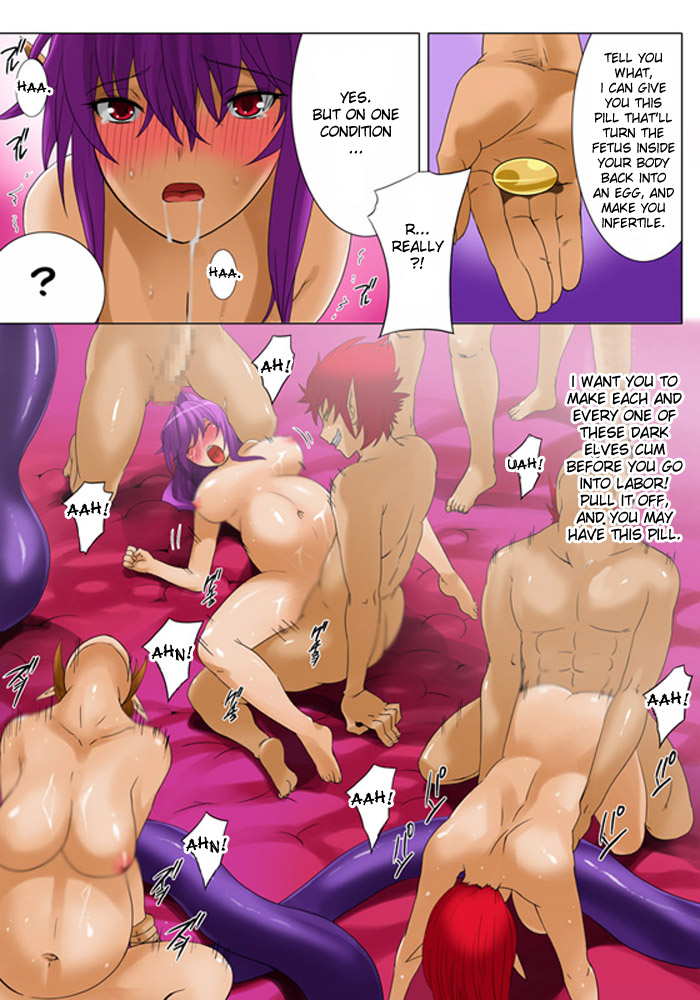 TELL YOU
WHAT,
I CAN GIVE
YOU THIS
PILL THAT'LL
TURN THE
FETUS INSIDE
YOUR BODY
BACK INTO
AN EGG, AND
MAKE YOU
INFERTILE.
R...
REALLY
?!
YES.
BUT ON ONE
CONDITION
...
HAA.
HAA.
?
I WANT YOU TO
MAKE EACH AND
EVERY ONE OF
THESE DARK
ELVES CUM
BEFORE YOU GO
INTO LABOR!
PULL IT OFF,
AND YOU MAY
HAVE THIS PILL.
AH!
UAH!
AAH!
AHN!
AAH!
AAH!
AHN!